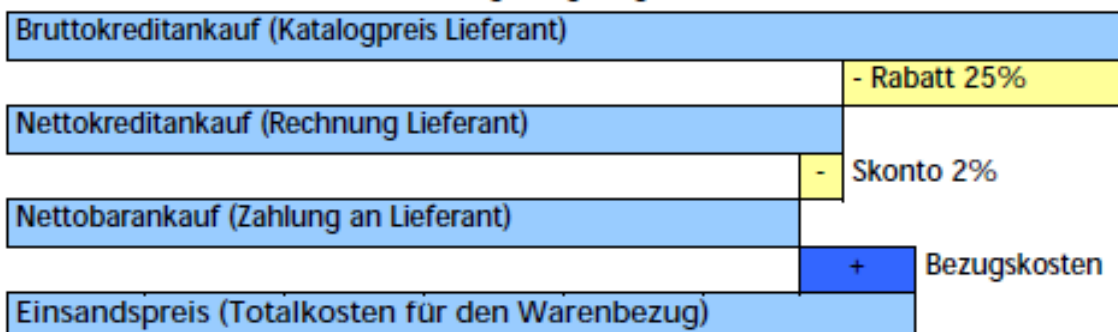 Bruttokreditankauf (Katalogpreis Lieferant)
- Rabatt 25%
Nettokreditankauf (Rechnung Lieferant)
- Skonto 2%
Nettobarankauf (Zahlung an Lieferant)
+ Bezugskosten
Einsandspreis (Totalkosten für den Warenbezug)